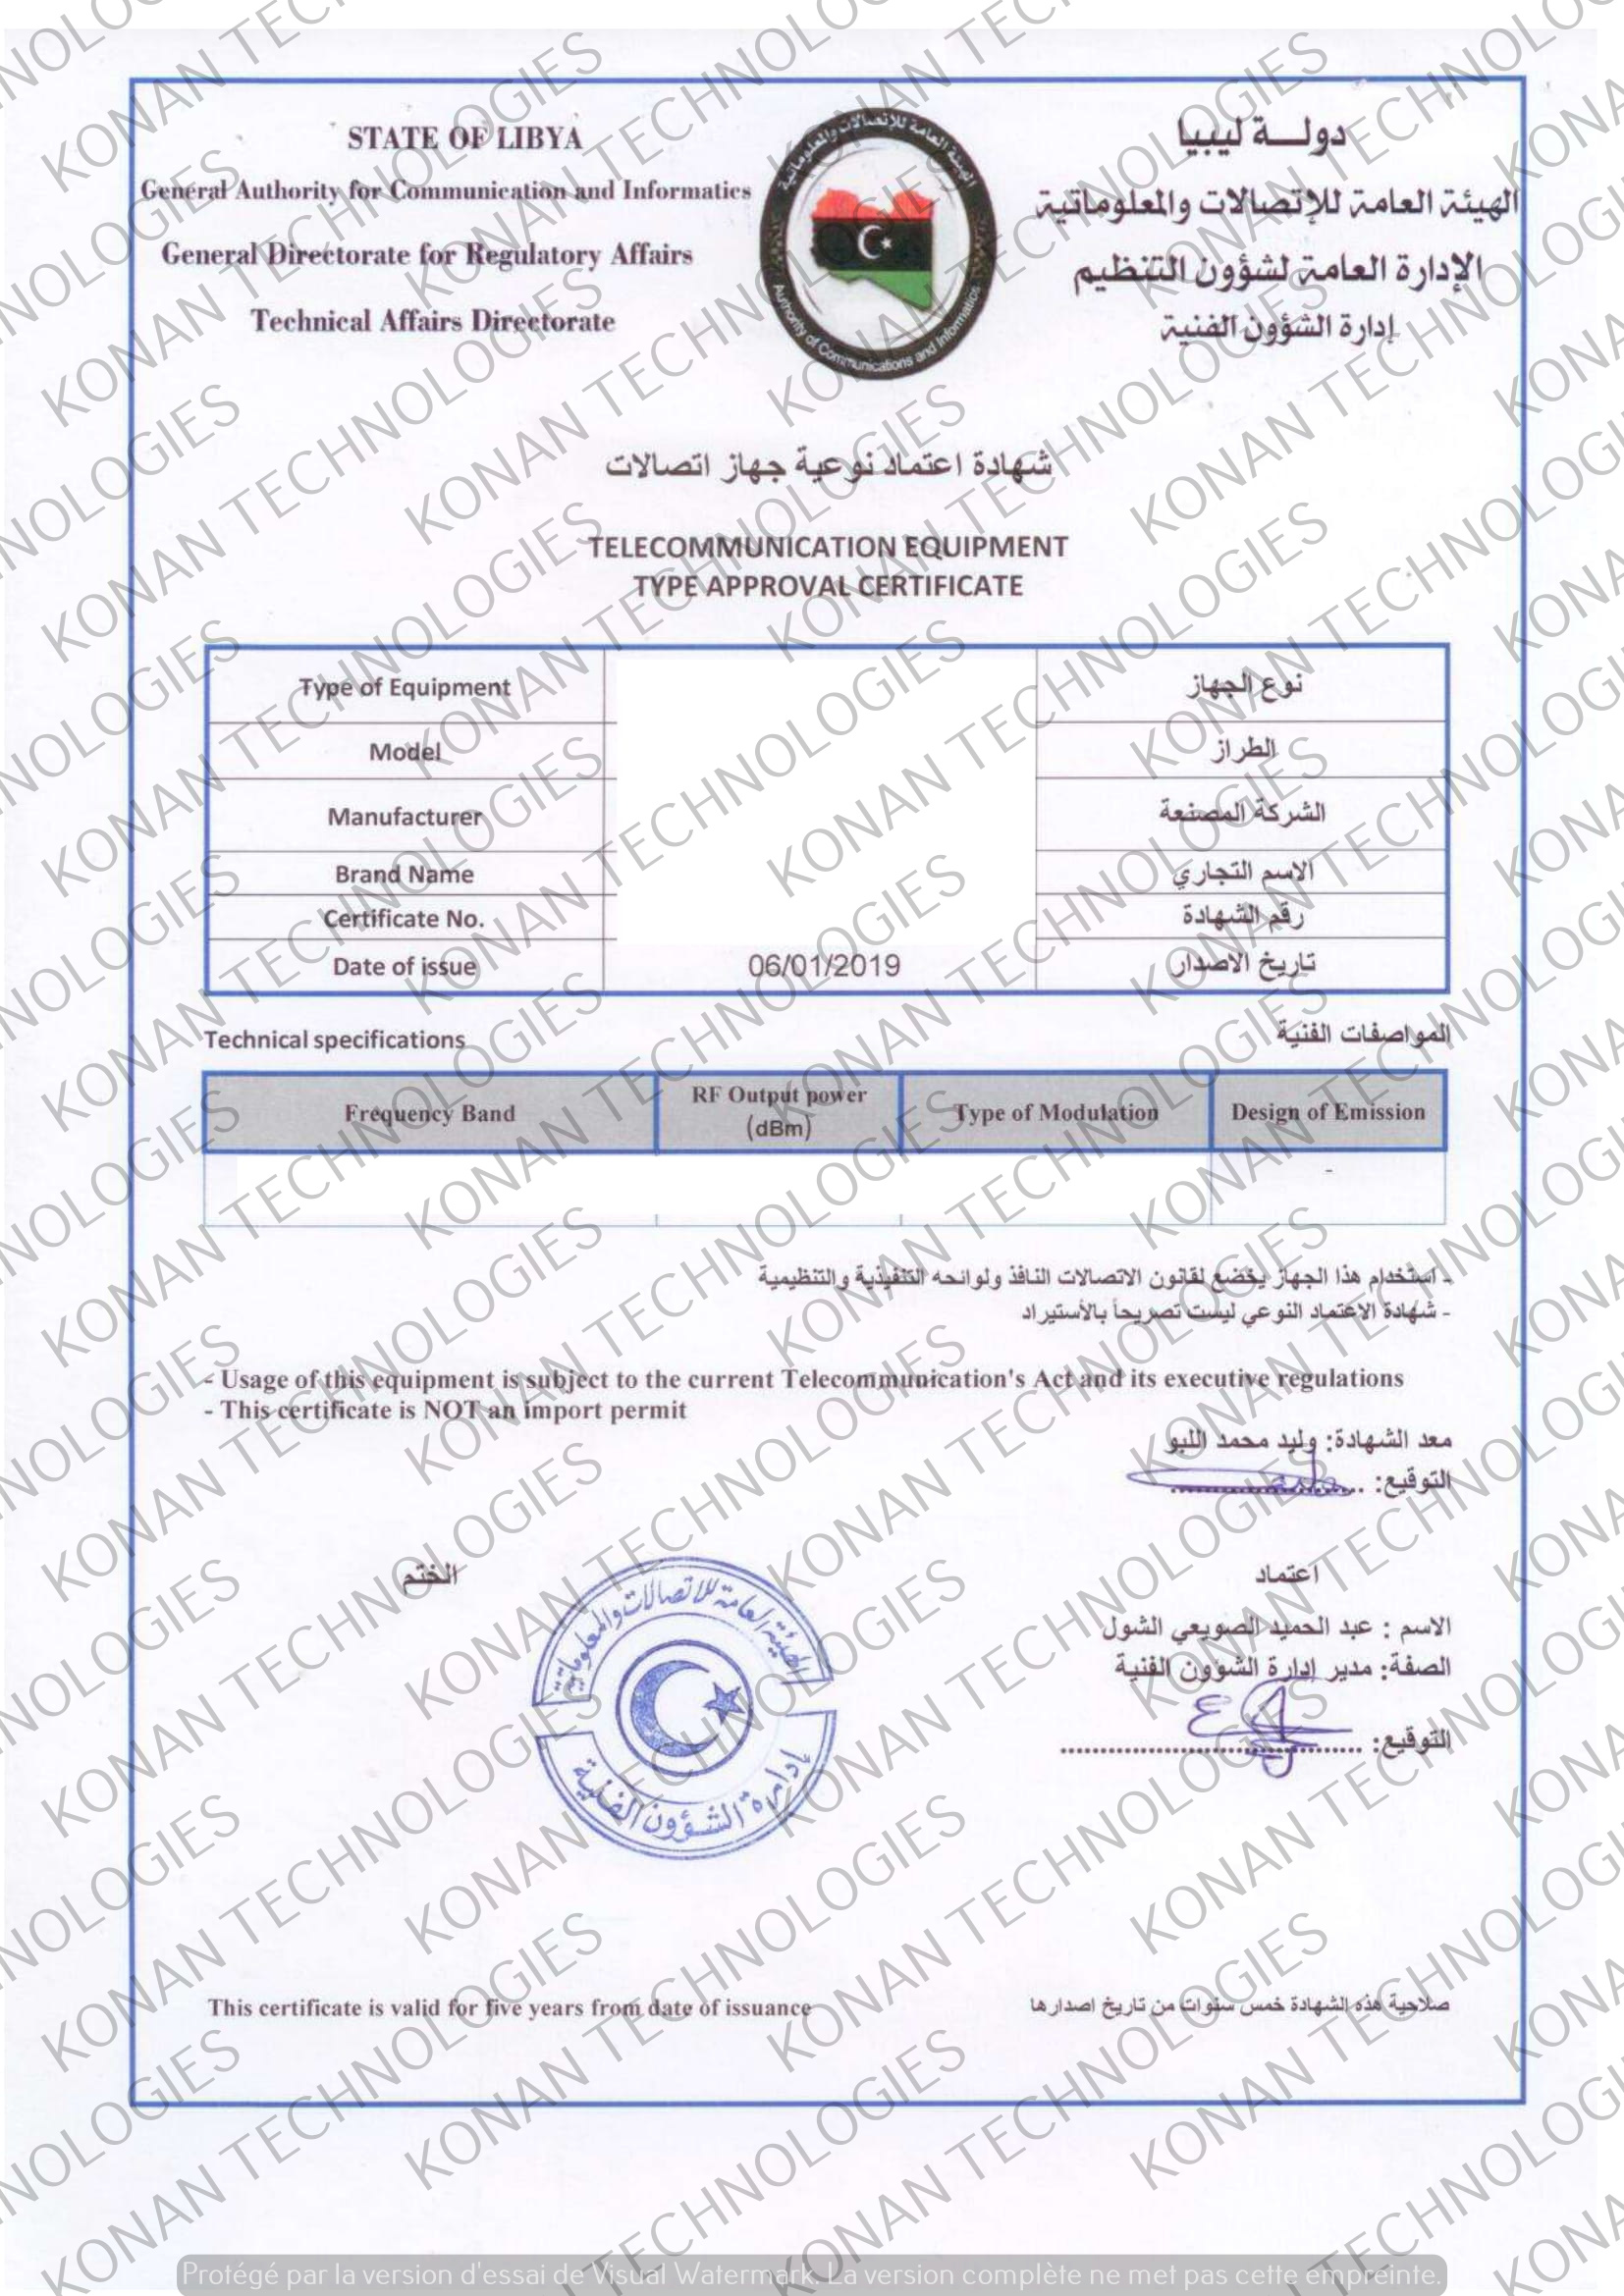 STATE OF LIBYA
General Authority for Communication and Informatics
General Directorate for Regulatory Affairs
Technical Affairs Directorate
الهيئة العامة للإتصالات والمعلوماتية
Authority of Communications and Informatics
دولـــة ليبيا
الهيئة العامة للإتصالات والمعلوماتية
الإدارة العامة لشؤون التنظيم
إدارة الشؤون الفنية
شهادة اعتماد نوعية جهاز اتصالات
TELECOMMUNICATION EQUIPMENT
TYPE APPROVAL CERTIFICATE
Type of Equipment نوع الجهاز
Model الطراز
Manufacturer الشركة المصنعة
Brand Name الاسم التجاري
Certificate No. رقم الشهادة
Date of issue 06/01/2019 تاريخ الاصدار
Technical specifications المواصفات الفنية
Frequency Band RF Output power (dBm) Type of Modulation Design of Emission
-
- استخدام هذا الجهاز يخضع لقانون الاتصالات النافذ ولوائحه التنفيذية والتنظيمية
- شهادة الاعتماد النوعي ليست تصريحاً بالأستيراد
- Usage of this equipment is subject to the current Telecommunication's Act and its executive regulations
- This certificate is NOT an import permit
معد الشهادة: وليد محمد اللبو
التوقيع: ........................
الختم
اعتماد
الاسم : عبد الحميد الصويعي الشول
الصفة: مدير إدارة الشؤون الفنية
التوقيع: ........................................
الهيئة العامة للاتصالات والمعلوماتية
إدارة الشؤون الفنية
This certificate is valid for five years from date of issuance
صلاحية هذه الشهادة خمس سنوات من تاريخ اصدارها
KONAN TECHNOLOGIES
Protégé par la version d'essai de Visual Watermark. La version complète ne met pas cette empreinte.